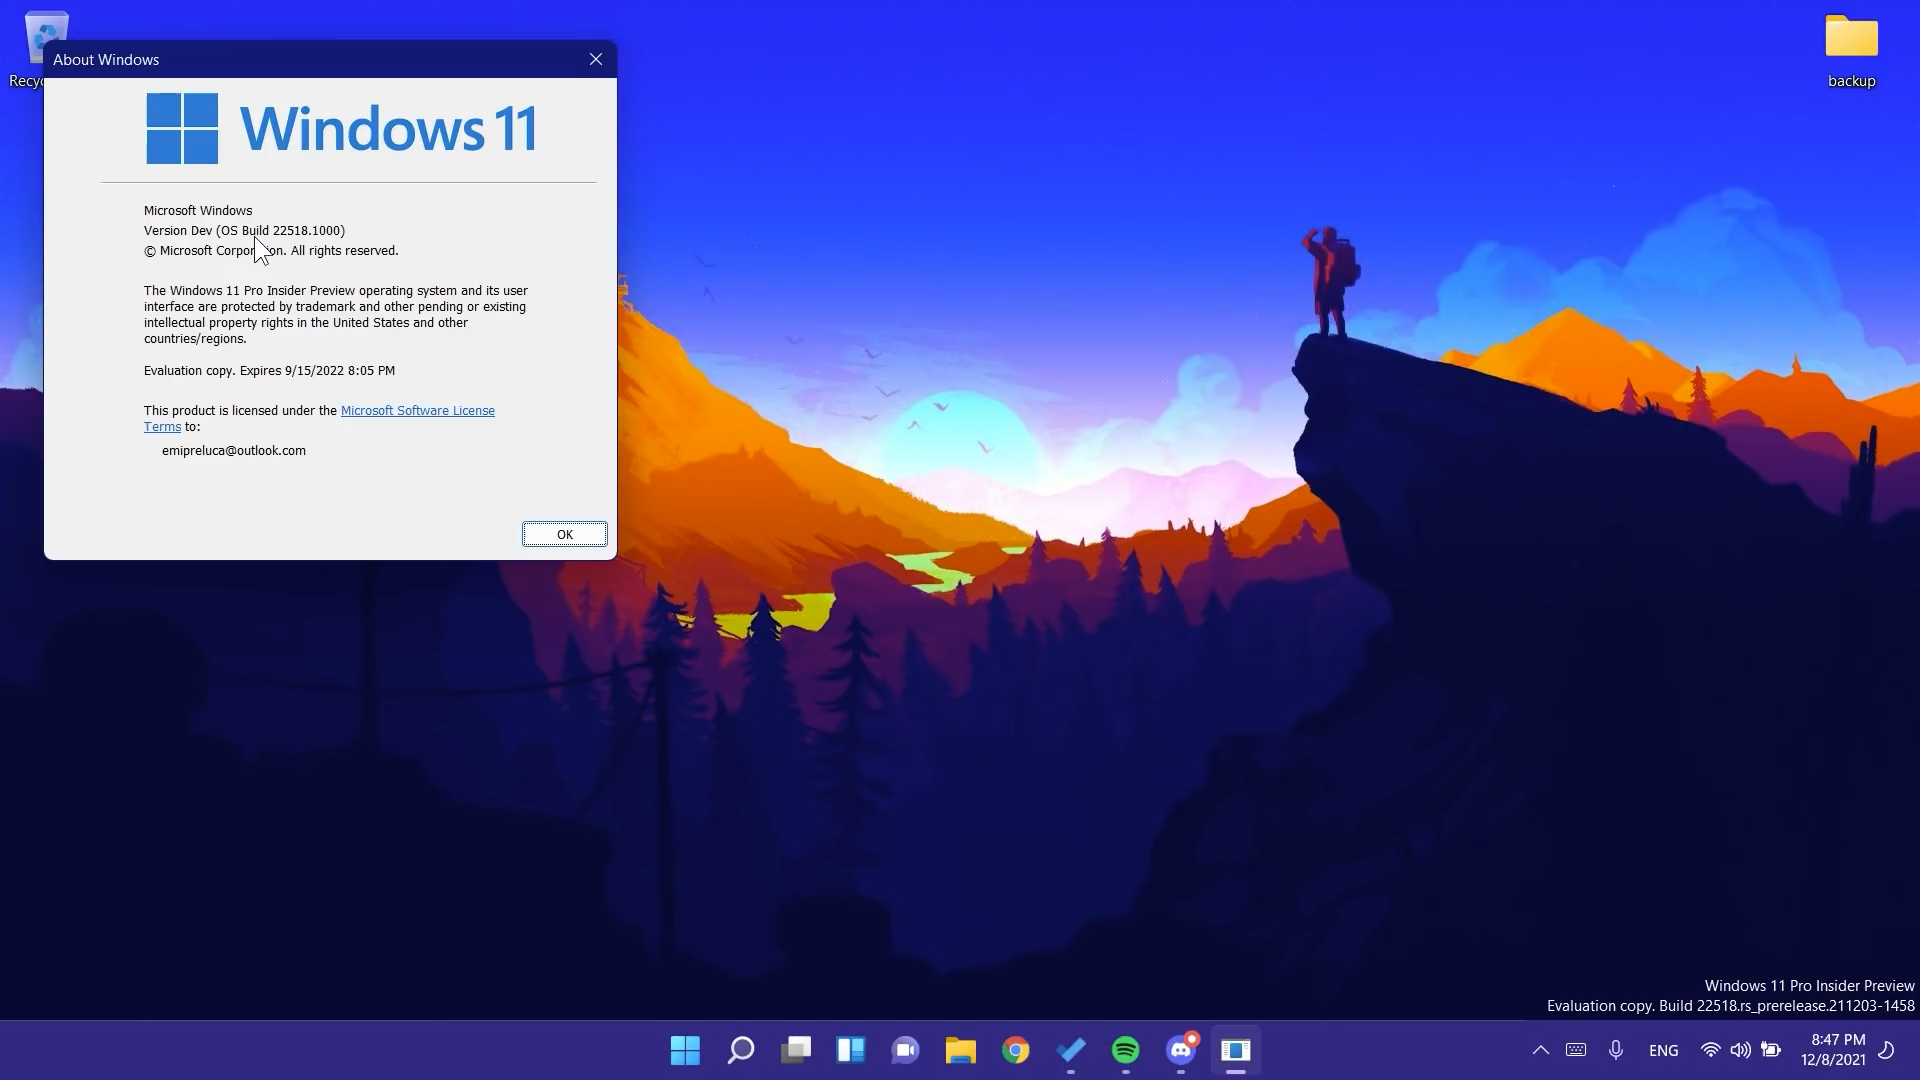 Recyc
About Windows
backup
Windows 11
Microsoft Windows
Version Dev (OS Build 22518.1000)
© Microsoft Corporation. All rights reserved.
The Windows 11 Pro Insider Preview operating system and its user
interface are protected by trademark and other pending or existing
intellectual property rights in the United States and other
countries/regions.
Evaluation copy. Expires 9/15/2022 8:05 PM
This product is licensed under the Microsoft Software License
Terms to:
emipreluca@outlook.com
OK
Windows 11 Pro Insider Preview
Evaluation copy. Build 22518.rs_prerelease.211203-1458
ENG
8:47 PM
12/8/2021